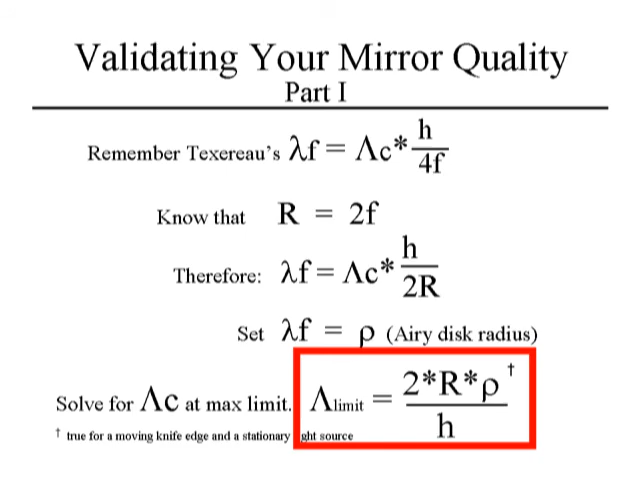 Validating Your Mirror Quality
Part I
Remember Texereau's λf = Λc* h/4f
Know that R = 2f
Therefore: λf = Λc* h/2R
Set λf = ρ (Airy disk radius)
Solve for Λc at max limit. Λlimit = 2*R*ρ/h †
† true for a moving knife edge and a stationary ght source